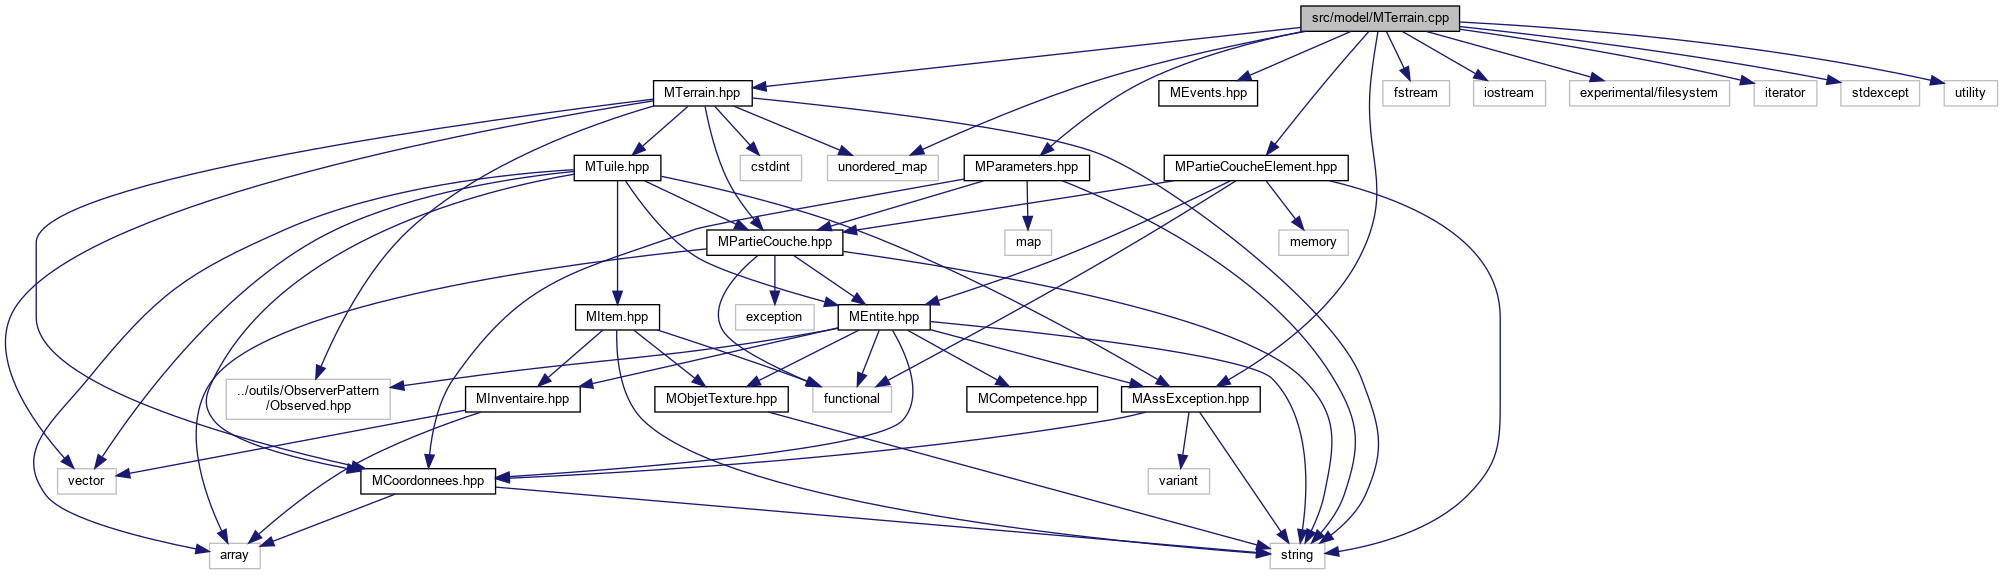 src/model/MTerrain.cpp
MTerrain.hpp
MEvents.hpp
fstream
iostream
experimental/filesystem
iterator
stdexcept
utility
MTuile.hpp
cstdint
unordered_map
MParameters.hpp
MPartieCoucheElement.hpp
MPartieCouche.hpp
map
memory
MItem.hpp
exception
MEntite.hpp
../outils/ObserverPattern
/Observed.hpp
MInventaire.hpp
MObjetTexture.hpp
functional
MCompetence.hpp
MAssException.hpp
vector
MCoordonnees.hpp
variant
array
string